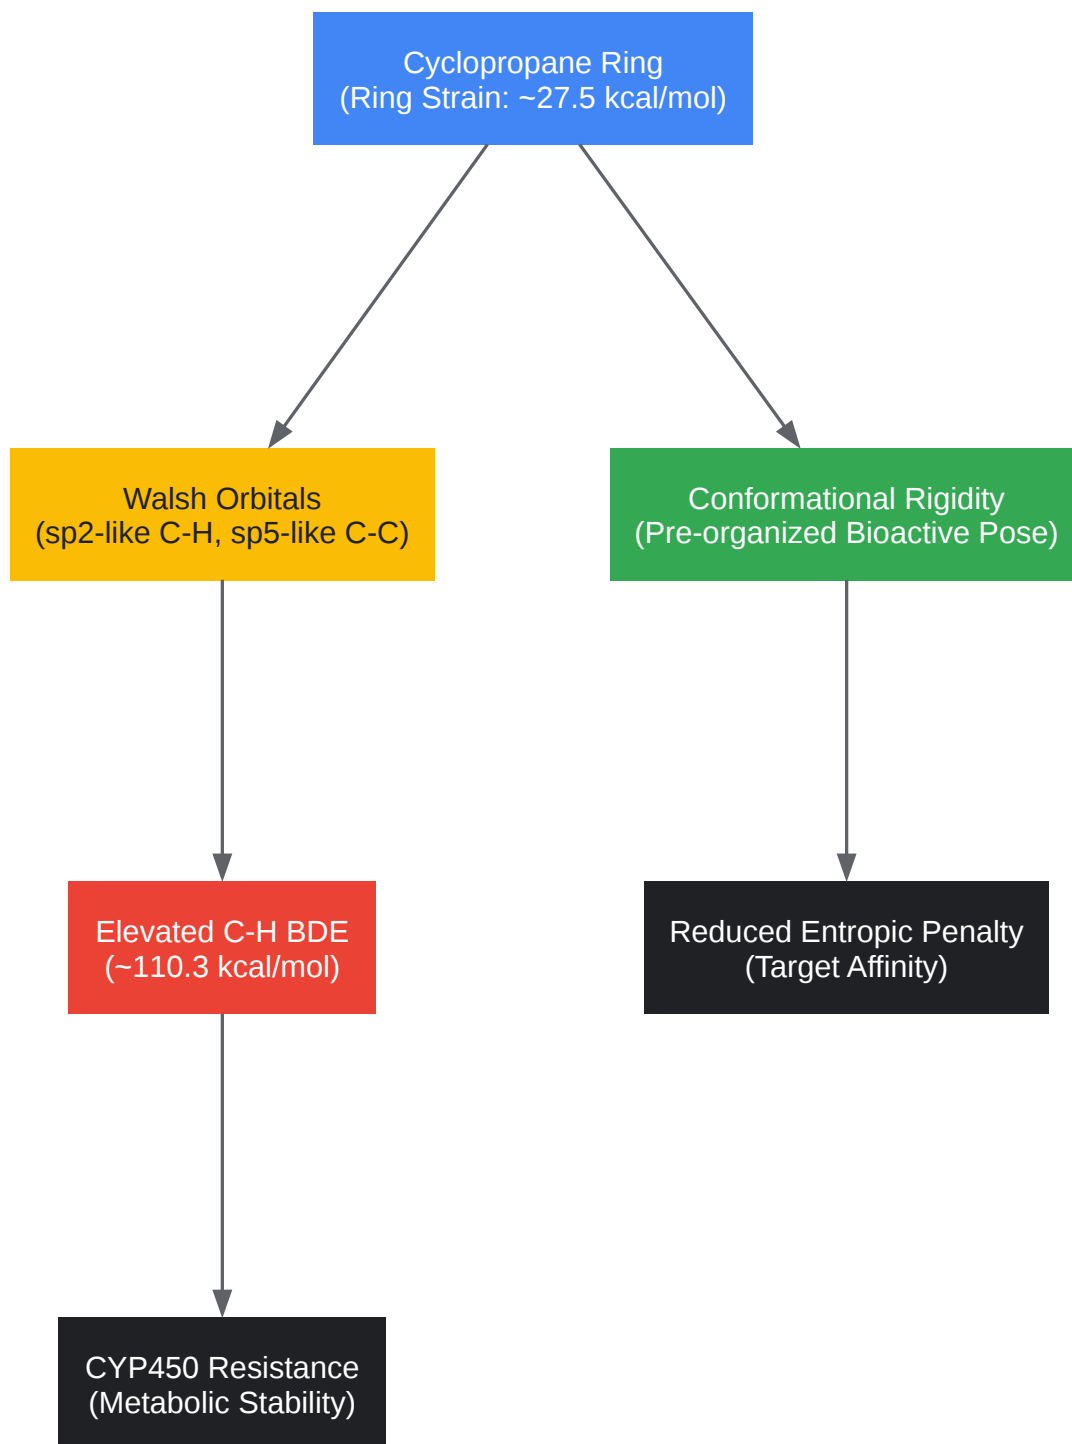 Cyclopropane Ring
(Ring Strain: ~27.5 kcal/mol)
Walsh Orbitals
(sp2-like C-H, sp5-like C-C)
Conformational Rigidity
(Pre-organized Bioactive Pose)
Elevated C-H BDE
(~110.3 kcal/mol)
Reduced Entropic Penalty
(Target Affinity)
CYP450 Resistance
(Metabolic Stability)